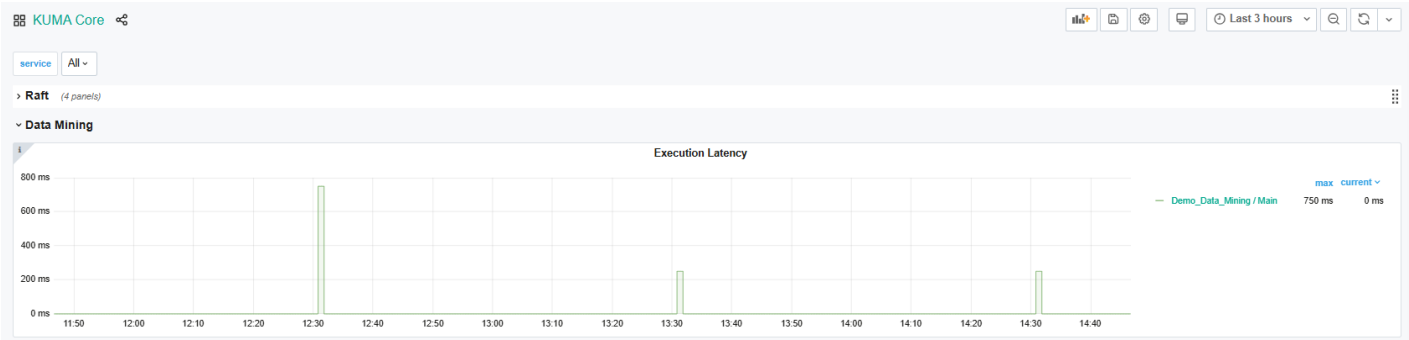 KUMA Core
Last 3 hours
service All
Raft (4 panels)
Data Mining
i
Execution Latency
800 ms
600 ms
400 ms
200 ms
0 ms
11:50 12:00 12:10 12:20 12:30 12:40 12:50 13:00 13:10 13:20 13:30 13:40 13:50 14:00 14:10 14:20 14:30 14:40
max current
Demo_Data_Mining / Main 750 ms 0 ms